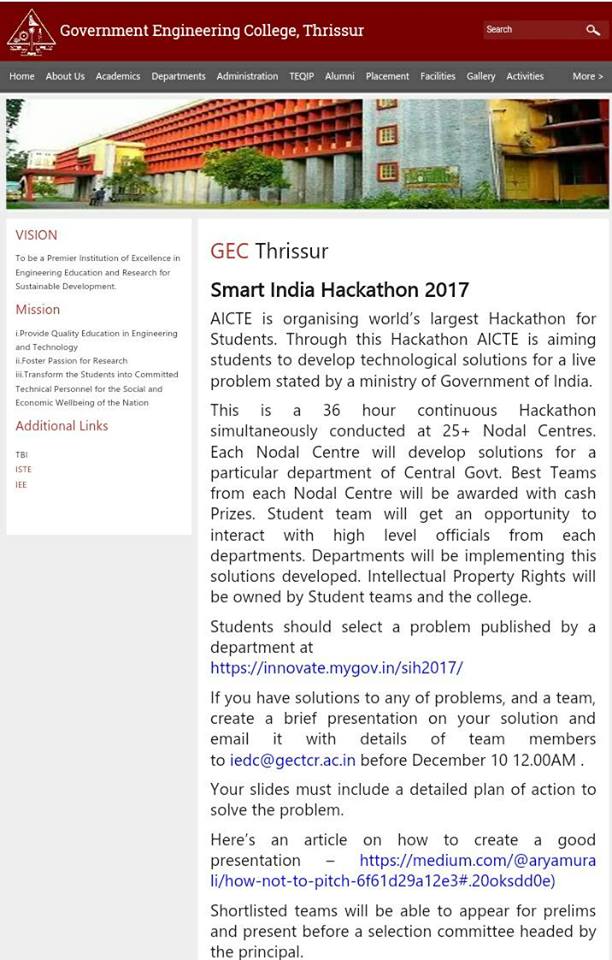 Government Engineering College, Thrissur
Search
Home About Us Academics Departments Administration TEQIP Alumni Placement Facilities Gallery Activities More >
VISION
To be a Premier Institution of Excellence in
Engineering Education and Research for
Sustainable Development.
Mission
i.Provide Quality Education in Engineering
and Technology
ii.Foster Passion for Research
iii.Transform the Students into Committed
Technical Personnel for the Social and
Economic Wellbeing of the Nation
Additional Links
TBI
ISTE
IEE
GEC Thrissur
Smart India Hackathon 2017
AICTE is organising world’s largest Hackathon for
Students. Through this Hackathon AICTE is aiming
students to develop technological solutions for a live
problem stated by a ministry of Government of India.
This is a 36 hour continuous Hackathon
simultaneously conducted at 25+ Nodal Centres.
Each Nodal Centre will develop solutions for a
particular department of Central Govt. Best Teams
from each Nodal Centre will be awarded with cash
Prizes. Student team will get an opportunity to
interact with high level officials from each
departments. Departments will be implementing this
solutions developed. Intellectual Property Rights will
be owned by Student teams and the college.
Students should select a problem published by a
department at
https://innovate.mygov.in/sih2017/
If you have solutions to any of problems, and a team,
create a brief presentation on your solution and
email it with details of team members
to iedc@gectcr.ac.in before December 10 12.00AM .
Your slides must include a detailed plan of action to
solve the problem.
Here’s an article on how to create a good
presentation – https://medium.com/@aryamura
li/how-not-to-pitch-6f61d29a12e3#.20oksdd0e)
Shortlisted teams will be able to appear for prelims
and present before a selection committee headed by
the principal.